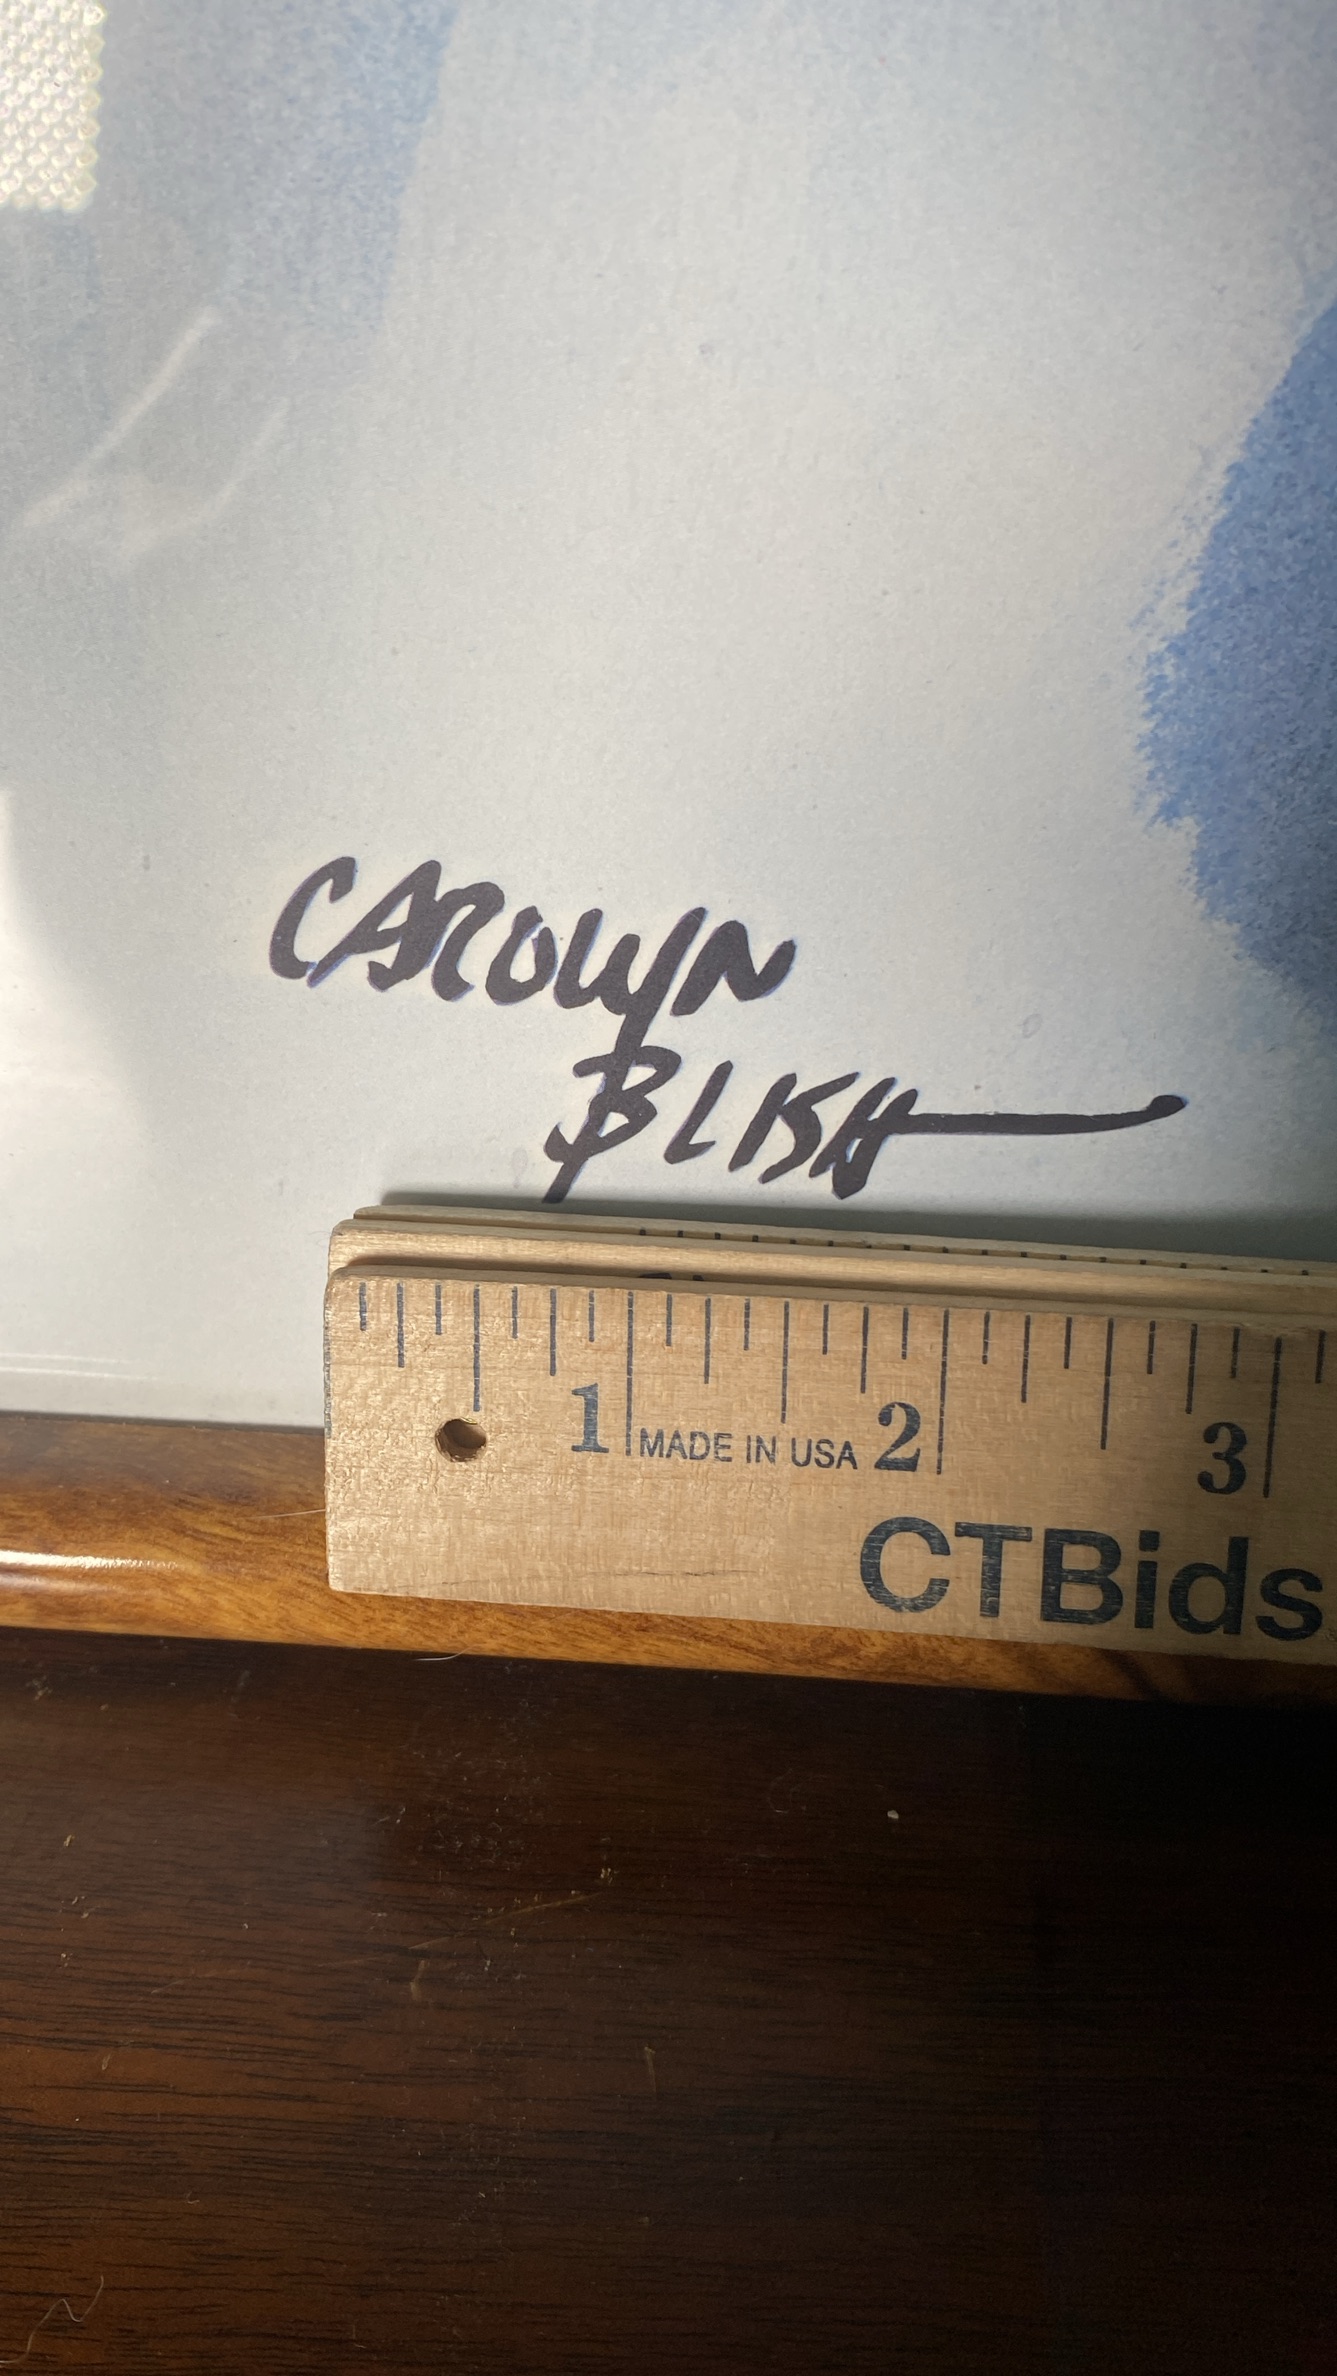 CAROLYN
BLISH
1 MADE IN USA 2 3
CTBids.